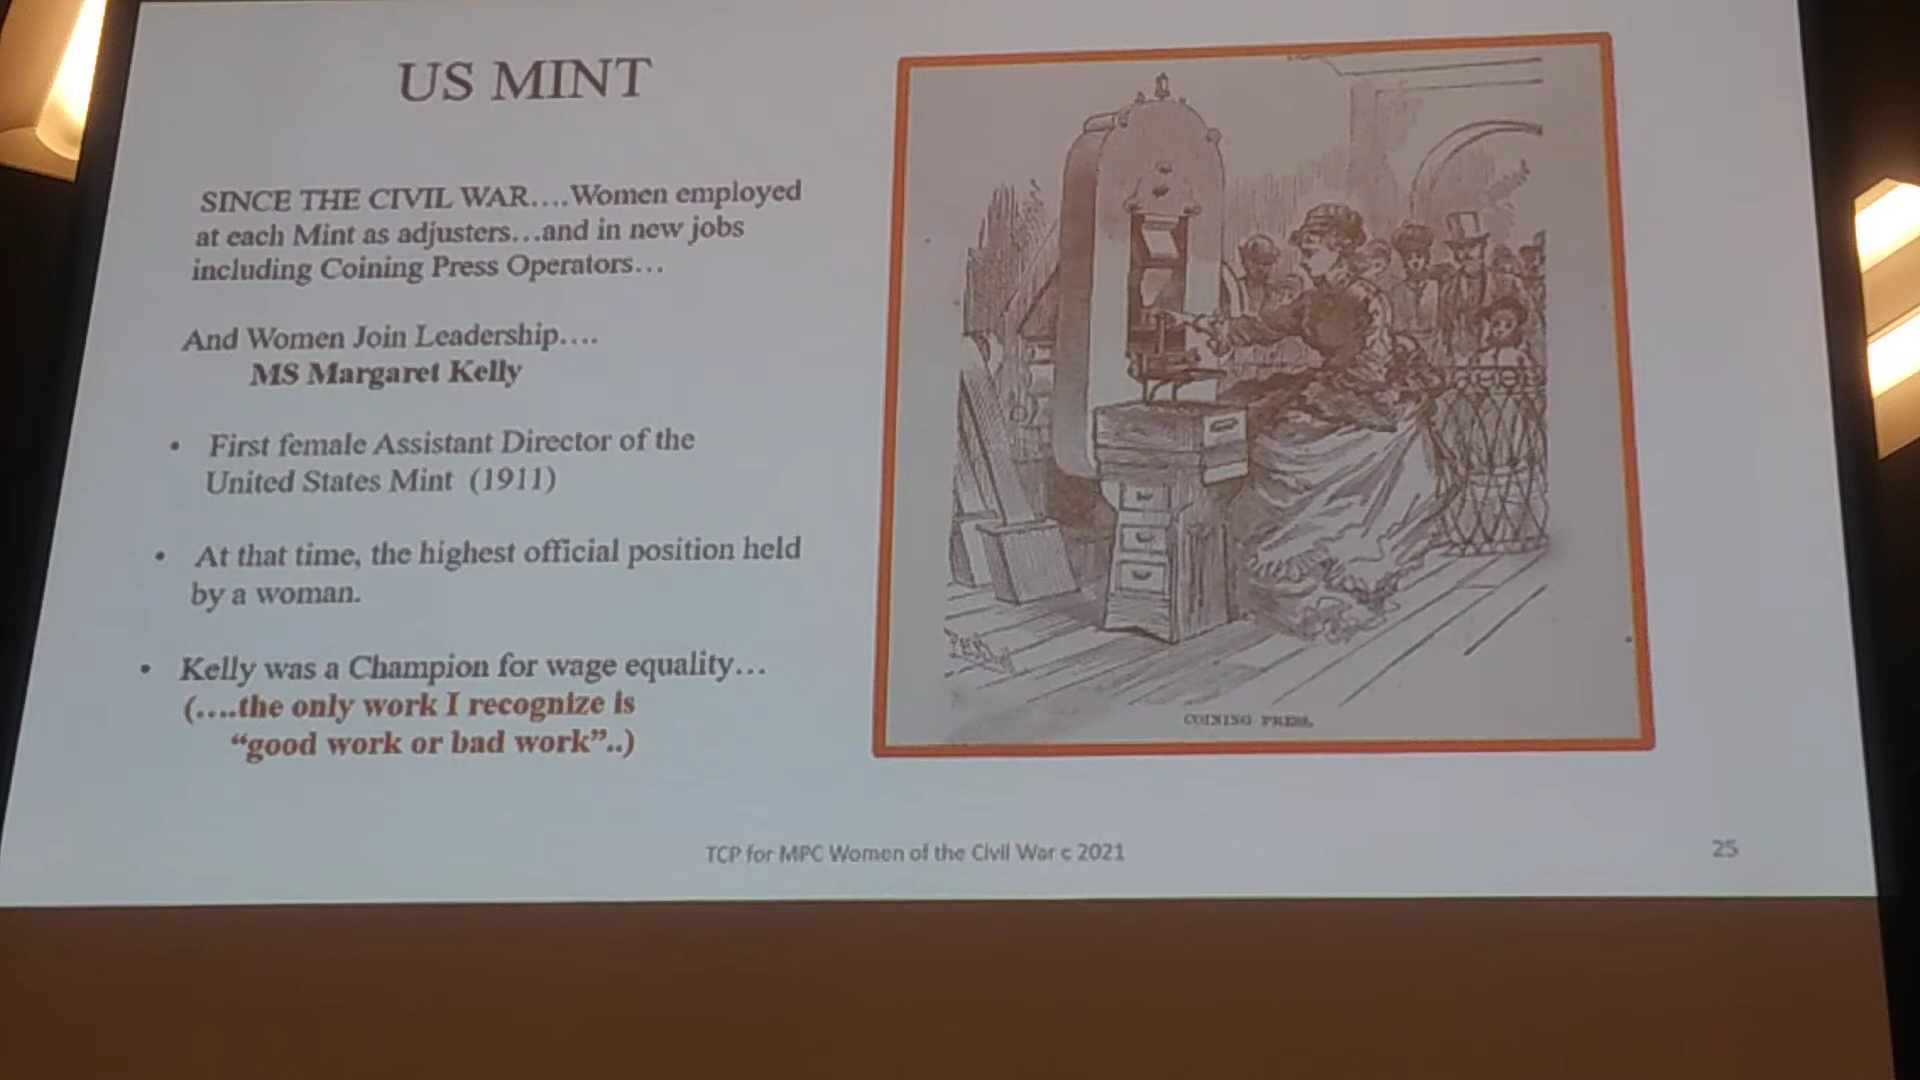 US MINT
SINCE THE CIVIL WAR....Women employed
at each Mint as adjusters...and in new jobs
including Coining Press Operators...
And Women Join Leadership....
MS Margaret Kelly
• First female Assistant Director of the
United States Mint (1911)
• At that time, the highest official position held
by a woman.
• Kelly was a Champion for wage equality...
(....the only work I recognize is
“good work or bad work”..)
COINING PRESS.
TCP for MPC Women of the Civil War c 2021
25